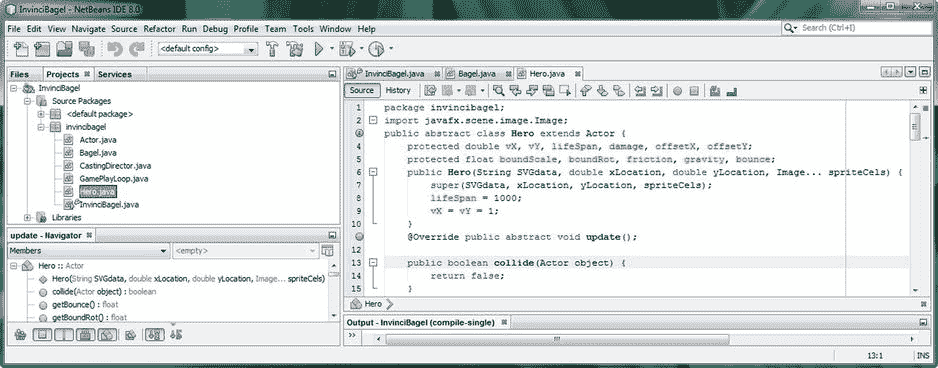 InvinciBagel - NetBeans IDE 8.0
File Edit View Navigate Source Refactor Run Debug Profile Team Tools Window Help
Search (Ctrl+I)
<default config>
Files Projects Services
InvinciBagel
Source Packages
<default package>
invincibagel
Actor.java
Bagel.java
CastingDirector.java
GamePlayLoop.java
Hero.java
InvinciBagel.java
Libraries
update - Navigator
Members <empty>
Hero :: Actor
Hero(String SVGdata, double xLocation, double yLocation, Image... spriteCels)
collide(Actor object) : boolean
getBounce() : float
getBoundRot() : float
InvinciBagel.java Bagel.java Hero.java
Source History
1 package invincibagel;
2 import javafx.scene.image.Image;
public abstract class Hero extends Actor {
4 protected double vX, vY, lifeSpan, damage, offsetX, offsetY;
5 protected float boundScale, boundRot, friction, gravity, bounce;
6 public Hero(String SVGdata, double xLocation, double yLocation, Image... spriteCels) {
7 super(SVGdata, xLocation, yLocation, spriteCels);
8 lifeSpan = 1000;
9 vX = vY = 1;
10 }
@Override public abstract void update();
12
13 public boolean collide(Actor object) {
14 return false;
15 }
Hero
Output - InvinciBagel (compile-single)
13:1 INS